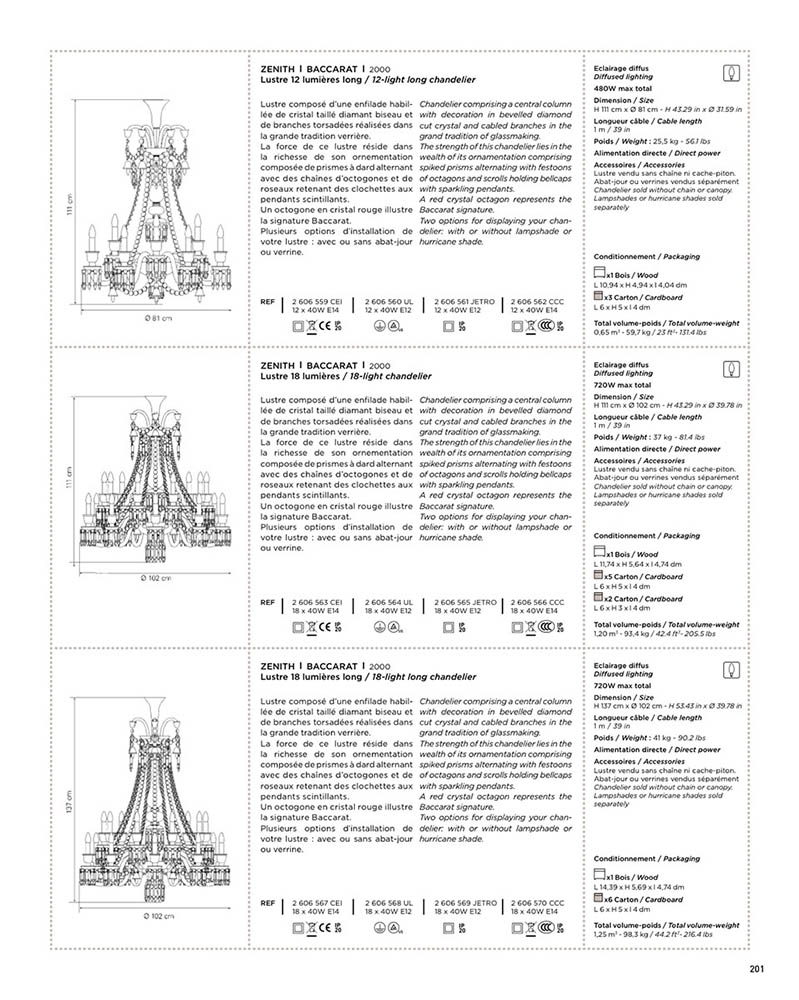 ZENITH | BACCARAT | 2000
Lustre 12 lumières long / 12-light long chandelier
Lustre composé d'une enfilade habil-
lée de cristal taillé diamant biseau et
de branches torsadées réalisées dans
la grande tradition verrière.
La force de ce lustre réside dans
la richesse de son ornementation
composée de prismes à dard alternant
avec des chaînes d'octogones et de
roseaux retenant des clochettes aux
pendants scintillants.
Un octogone en cristal rouge illustre
la signature Baccarat.
Plusieurs options d'installation de
votre lustre : avec ou sans abat-jour
ou verrine.
Chandelier comprising a central column
with decoration in bevelled diamond
cut crystal and cabled branches in the
grand tradition of glassmaking.
The strength of this chandelier lies in the
wealth of its ornamentation comprising
spiked prisms alternating with festoons
of octagons and scrolls holding bellcaps
with sparkling pendants.
A red crystal octagon represents the
Baccarat signature.
Two options for displaying your chan-
delier: with or without lampshade or
hurricane shade.
REF | 2 606 559 CEI | 2 606 560 UL | 2 606 561 JETRO | 2 606 562 CCC
12 x 40W E14 12 x 40W E12 12 x 40W E12 12 x 40W E14
CE IP20 IP20 CCC IP20
111 cm
Ø 81 cm
Eclairage diffus
Diffused lighting
480W max total
Dimension / Size
H 111 cm x Ø 81 cm - H 43.29 in x Ø 31.59 in
Longueur câble / Cable length
1 m / 39 in
Poids / Weight : 25,5 kg - 56.1 lbs
Alimentation directe / Direct power
Accessoires / Accessories
Lustre vendu sans chaîne ni cache-piton.
Abat-jour ou verrines vendus séparément
Chandelier sold without chain or canopy.
Lampshades or hurricane shades sold
separately
Conditionnement / Packaging
x1 Bois / Wood
L 10,94 x H 4,94 x l 4,04 dm
x3 Carton / Cardboard
L 6 x H 5 x l 4 dm
Total volume-poids / Total volume-weight
0,65 m³ - 59,7 kg / 23 ft³- 131.4 lbs
ZENITH | BACCARAT | 2000
Lustre 18 lumières / 18-light chandelier
Lustre composé d'une enfilade habil-
lée de cristal taillé diamant biseau et
de branches torsadées réalisées dans
la grande tradition verrière.
La force de ce lustre réside dans
la richesse de son ornementation
composée de prismes à dard alternant
avec des chaînes d'octogones et de
roseaux retenant des clochettes aux
pendants scintillants.
Un octogone en cristal rouge illustre
la signature Baccarat.
Plusieurs options d'installation de
votre lustre : avec ou sans abat-jour
ou verrine.
Chandelier comprising a central column
with decoration in bevelled diamond
cut crystal and cabled branches in the
grand tradition of glassmaking.
The strength of this chandelier lies in the
wealth of its ornamentation comprising
spiked prisms alternating with festoons
of octagons and scrolls holding bellcaps
with sparkling pendants.
A red crystal octagon represents the
Baccarat signature.
Two options for displaying your chan-
delier: with or without lampshade or
hurricane shade.
REF | 2 606 563 CEI | 2 606 564 UL | 2 606 565 JETRO | 2 606 566 CCC
18 x 40W E14 18 x 40W E12 18 x 40W E12 18 x 40W E14
CE IP20 IP20 CCC IP20
111 cm
Ø 102 cm
Eclairage diffus
Diffused lighting
720W max total
Dimension / Size
H 111 cm x Ø 102 cm - H 43.29 in x Ø 39.78 in
Longueur câble / Cable length
1 m / 39 in
Poids / Weight : 37 kg - 81.4 lbs
Alimentation directe / Direct power
Accessoires / Accessories
Lustre vendu sans chaîne ni cache-piton.
Abat-jour ou verrines vendus séparément
Chandelier sold without chain or canopy.
Lampshades or hurricane shades sold
separately
Conditionnement / Packaging
x1 Bois / Wood
L 11,74 x H 5,64 x l 4,74 dm
x5 Carton / Cardboard
L 6 x H 5 x l 4 dm
x2 Carton / Cardboard
L 6 x H 3 x l 4 dm
Total volume-poids / Total volume-weight
1,20 m³ - 93,4 kg / 42.4 ft³- 205.5 lbs
ZENITH | BACCARAT | 2000
Lustre 18 lumières long / 18-light long chandelier
Lustre composé d'une enfilade habil-
lée de cristal taillé diamant biseau et
de branches torsadées réalisées dans
la grande tradition verrière.
La force de ce lustre réside dans
la richesse de son ornementation
composée de prismes à dard alternant
avec des chaînes d'octogones et de
roseaux retenant des clochettes aux
pendants scintillants.
Un octogone en cristal rouge illustre
la signature Baccarat.
Plusieurs options d'installation de
votre lustre : avec ou sans abat-jour
ou verrine.
Chandelier comprising a central column
with decoration in bevelled diamond
cut crystal and cabled branches in the
grand tradition of glassmaking.
The strength of this chandelier lies in the
wealth of its ornamentation comprising
spiked prisms alternating with festoons
of octagons and scrolls holding bellcaps
with sparkling pendants.
A red crystal octagon represents the
Baccarat signature.
Two options for displaying your chan-
delier: with or without lampshade or
hurricane shade.
REF | 2 606 567 CEI | 2 606 568 UL | 2 606 569 JETRO | 2 606 570 CCC
18 x 40W E14 18 x 40W E12 18 x 40W E12 18 x 40W E14
CE IP20 IP20 CCC IP20
137 cm
Ø 102 cm
Eclairage diffus
Diffused lighting
720W max total
Dimension / Size
H 137 cm x Ø 102 cm - H 53.43 in x Ø 39.78 in
Longueur câble / Cable length
1 m / 39 in
Poids / Weight : 41 kg - 90.2 lbs
Alimentation directe / Direct power
Accessoires / Accessories
Lustre vendu sans chaîne ni cache-piton.
Abat-jour ou verrines vendus séparément
Chandelier sold without chain or canopy.
Lampshades or hurricane shades sold
separately
Conditionnement / Packaging
x1 Bois / Wood
L 14,39 x H 5,69 x l 4,74 dm
x6 Carton / Cardboard
L 6 x H 5 x l 4 dm
Total volume-poids / Total volume-weight
1,25 m³ - 98,3 kg / 44.2 ft³- 216.4 lbs
201